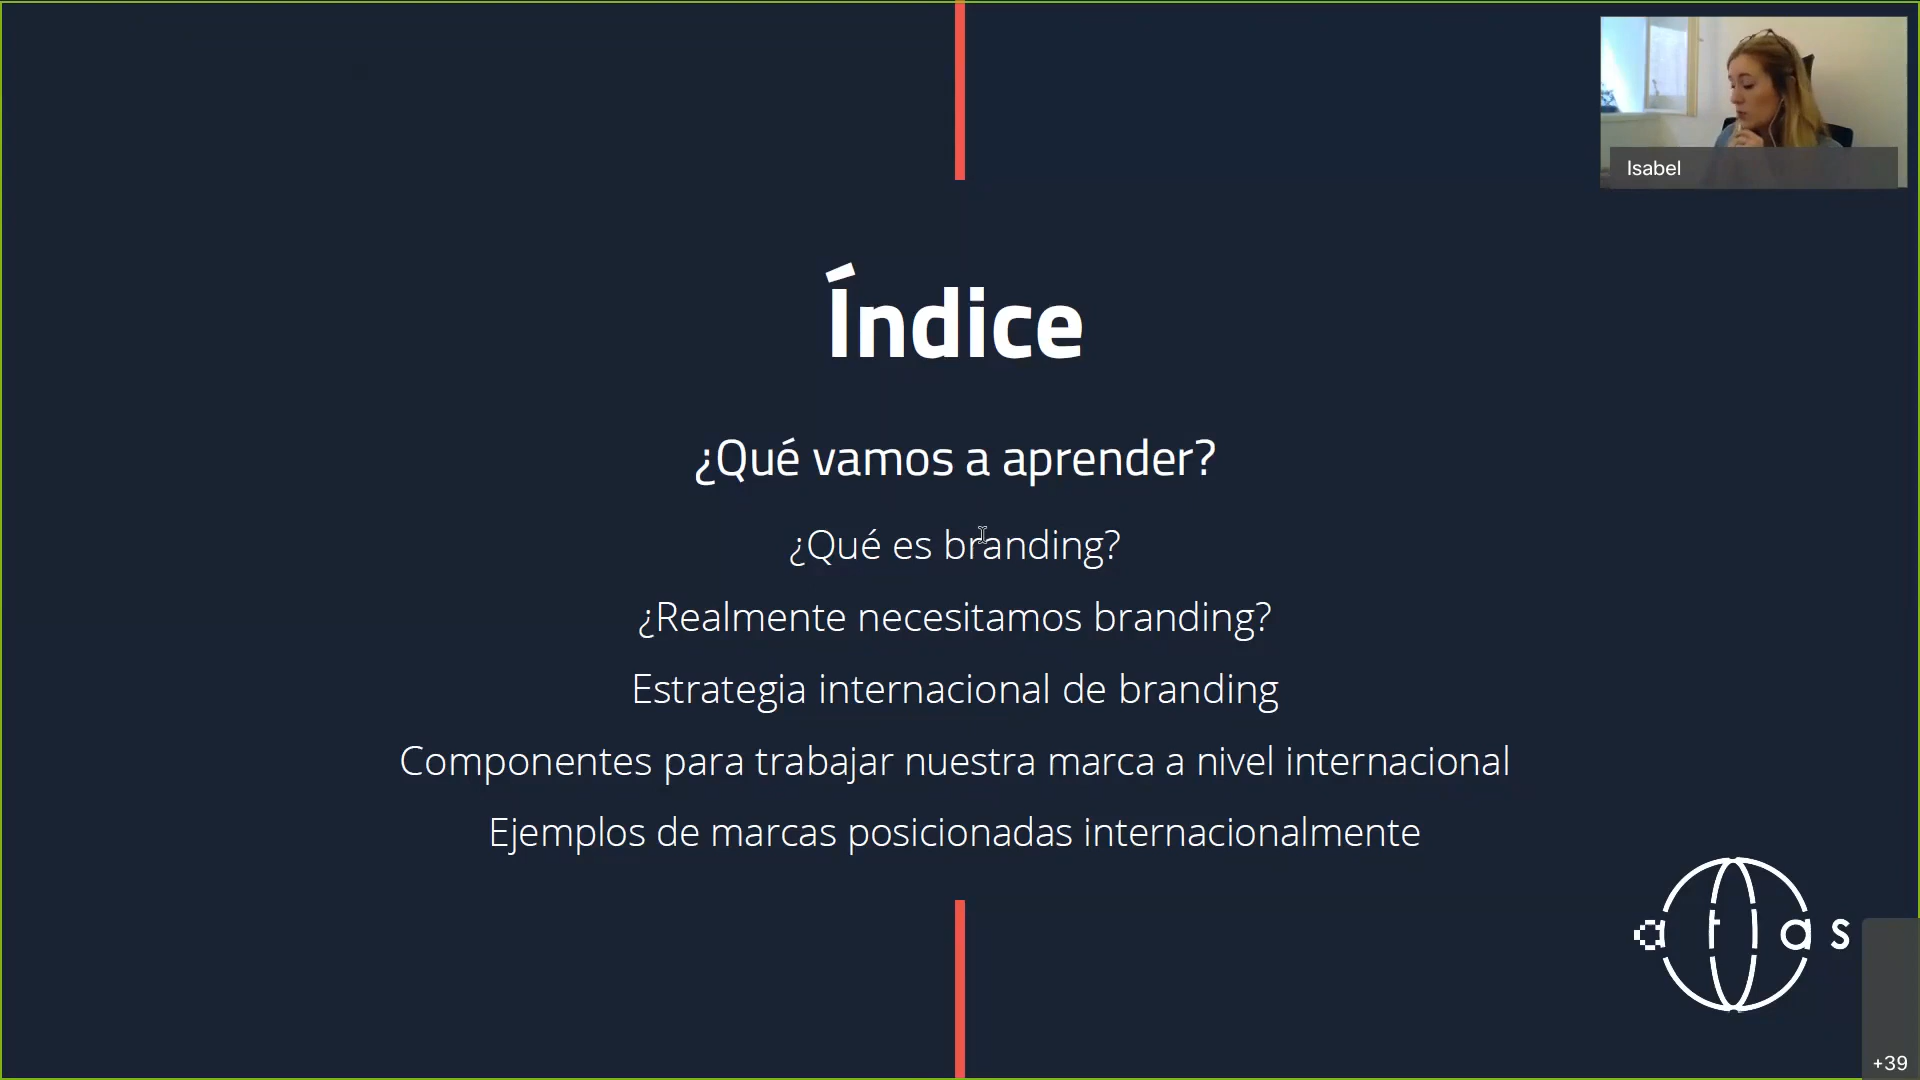 Isabel
Índice
¿Qué vamos a aprender?
¿Qué es branding?
¿Realmente necesitamos branding?
Estrategia internacional de branding
Componentes para trabajar nuestra marca a nivel internacional
Ejemplos de marcas posicionadas internacionalmente
atlas
+39